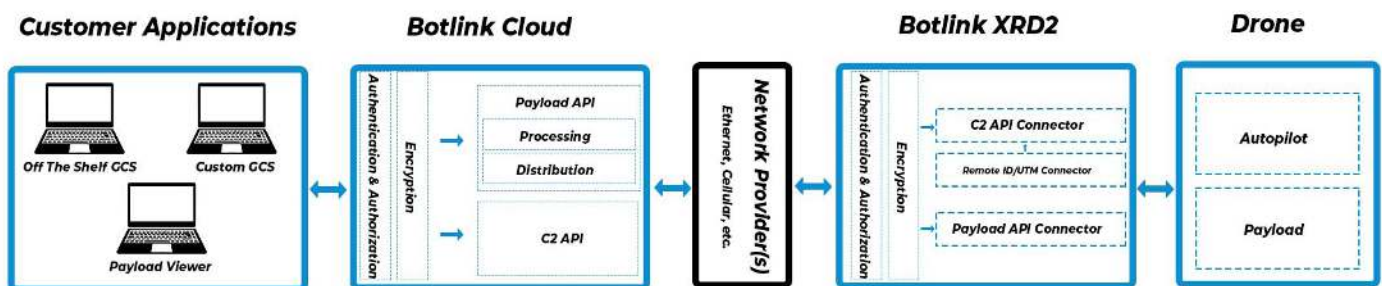 Customer Applications
Botlink Cloud
Botlink XRD2
Drone
Off The Shelf GCS
Custom GCS
Payload Viewer
Authentication & Authorization
Encryption
Payload API
Processing
Distribution
C2 API
Network Provider(s)
Ethernet, Cellular, etc.
Authentication & Authorization
Encryption
C2 API Connector
Remote ID/UTM Connector
Payload API Connector
Autopilot
Payload